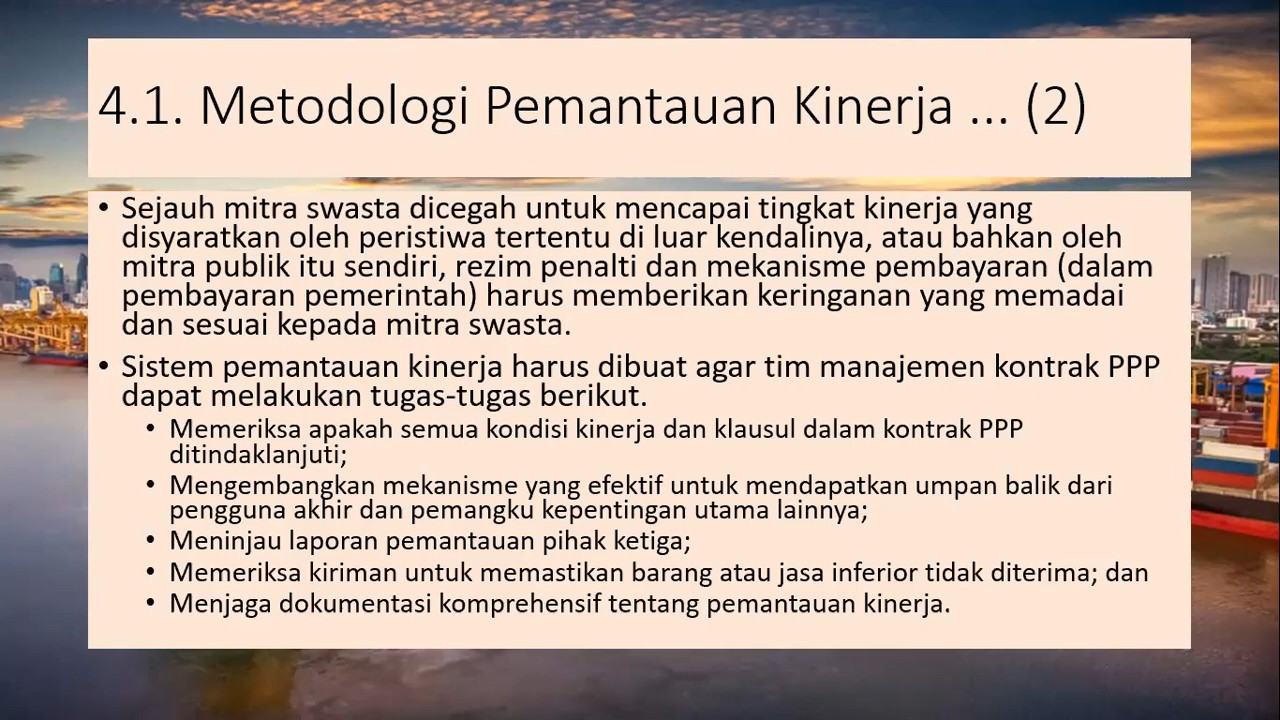 4.1. Metodologi Pemantauan Kinerja ... (2)
• Sejauh mitra swasta dicegah untuk mencapai tingkat kinerja yang
disyaratkan oleh peristiwa tertentu di luar kendalinya, atau bahkan oleh
mitra publik itu sendiri, rezim penalti dan mekanisme pembayaran (dalam
pembayaran pemerintah) harus memberikan keringanan yang memadai
dan sesuai kepada mitra swasta.
• Sistem pemantauan kinerja harus dibuat agar tim manajemen kontrak PPP
dapat melakukan tugas-tugas berikut.
• Memeriksa apakah semua kondisi kinerja dan klausul dalam kontrak PPP
ditindaklanjuti;
• Mengembangkan mekanisme yang efektif untuk mendapatkan umpan balik dari
pengguna akhir dan pemangku kepentingan utama lainnya;
• Meninjau laporan pemantauan pihak ketiga;
• Memeriksa kiriman untuk memastikan barang atau jasa inferior tidak diterima; dan
• Menjaga dokumentasi komprehensif tentang pemantauan kinerja.